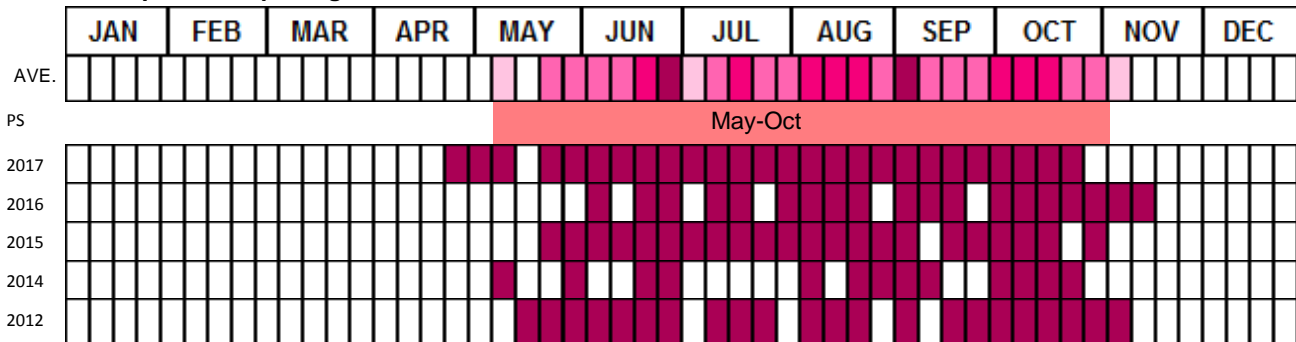 JAN FEB MAR APR MAY JUN JUL AUG SEP OCT NOV DEC
AVE.
PS May-Oct
2017
2016
2015
2014
2012